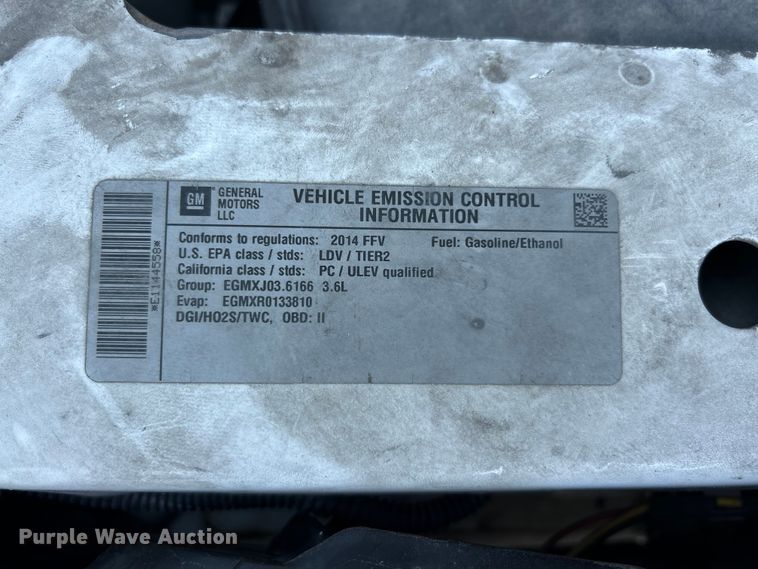 GM
GENERAL
MOTORS
LLC
VEHICLE EMISSION CONTROL
INFORMATION
*E1144558*
Conforms to regulations: 2014 FFV Fuel: Gasoline/Ethanol
U.S. EPA class / stds: LDV / TIER2
California class / stds: PC / ULEV qualified
Group: EGMXJ03.6166 3.6L
Evap: EGMXR0133810
DGI/HO2S/TWC, OBD: II
Purple Wave Auction